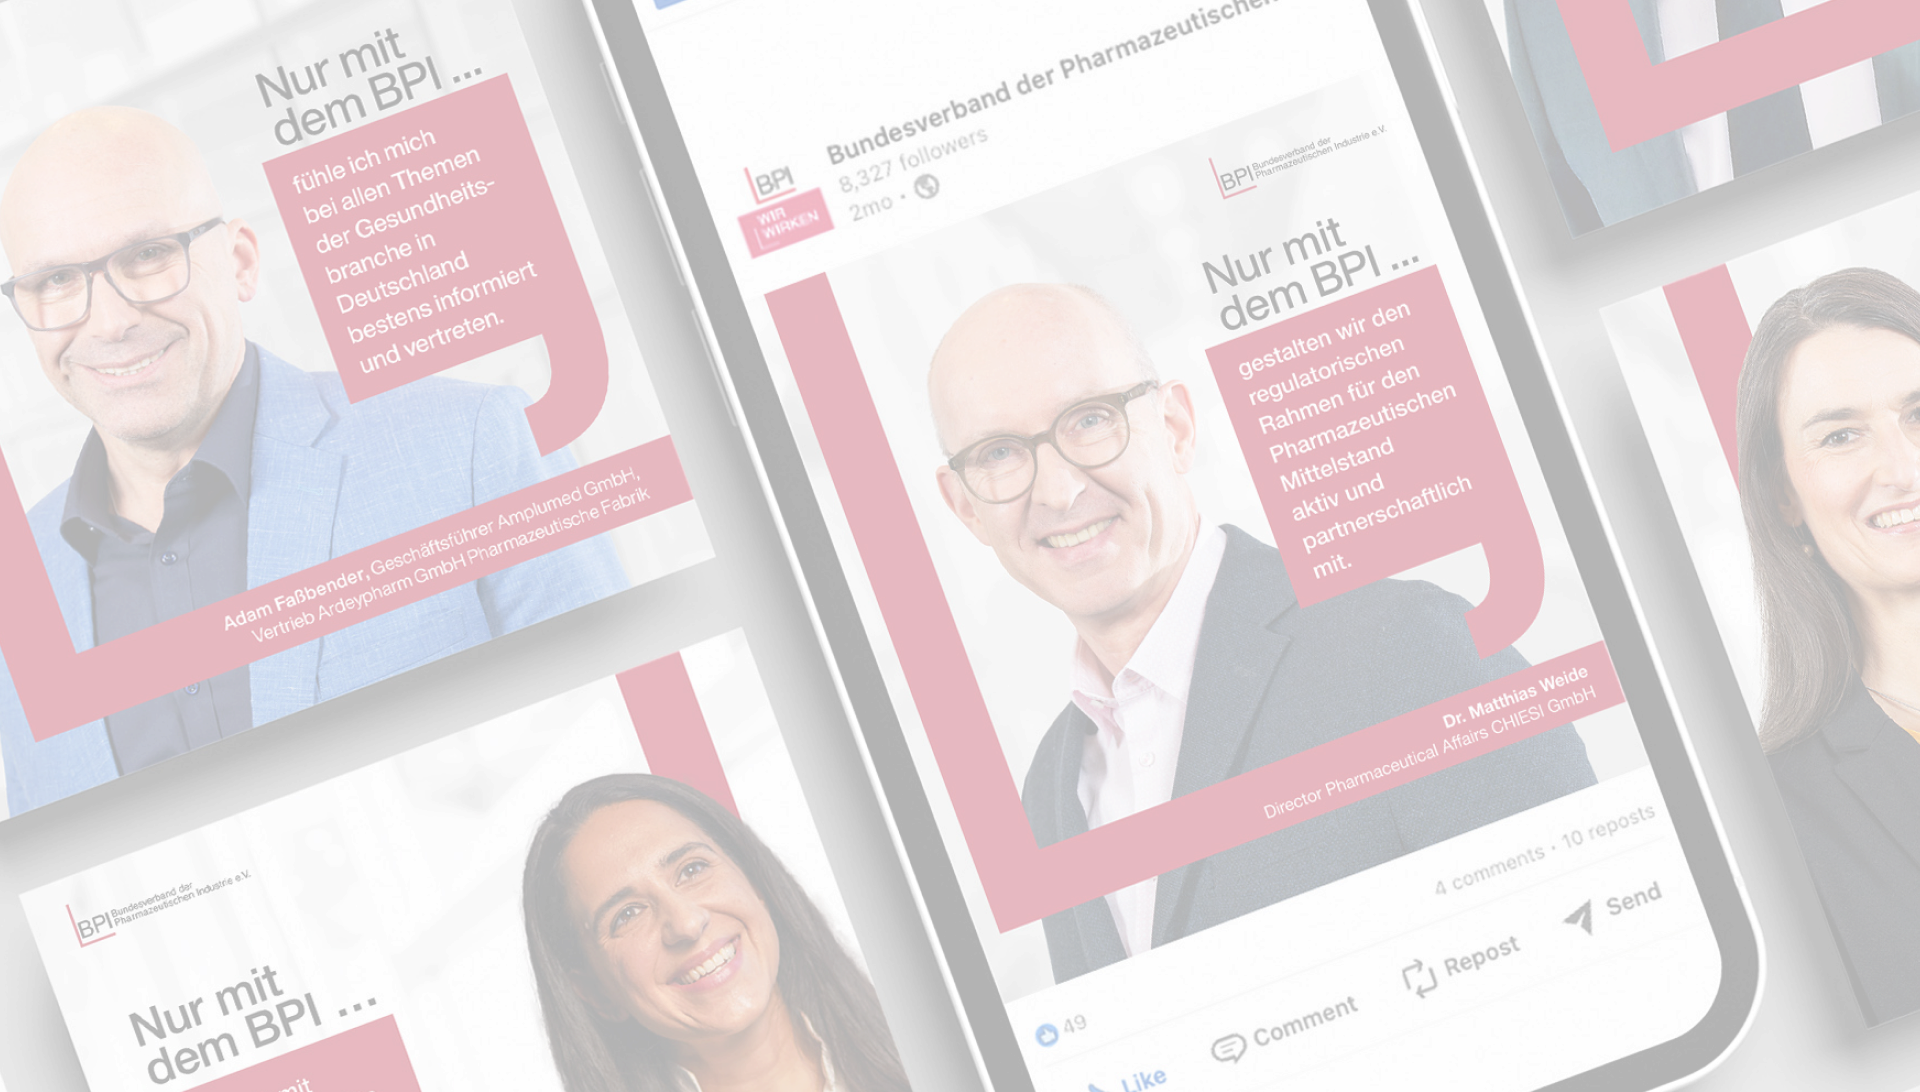 Nur mit
dem BPI ...
fühle ich mich
bei allen Themen
der Gesundheits-
branche in
Deutschland
bestens informiert
und vertreten.
Adam Faßbender, Geschäftsführer Amplumed GmbH,
Vertrieb Ardeypharm GmbH Pharmazeutische Fabrik
BPI Bundesverband der
Pharmazeutischen Industrie e.V.
Nur mit
dem BPI ...
mit
Bundesverband der Pharmazeutischen
8,327 followers
2mo •
BPI
WIR
WIRKEN
BPI Bundesverband der
Pharmazeutischen Industrie e.V.
Nur mit
dem BPI ...
gestalten wir den
regulatorischen
Rahmen für den
Pharmazeutischen
Mittelstand
aktiv und
partnerschaftlich
mit.
Dr. Matthias Weide
Director Pharmaceutical Affairs CHIESI GmbH
49
4 comments • 10 reposts
Like
Comment
Repost
Send